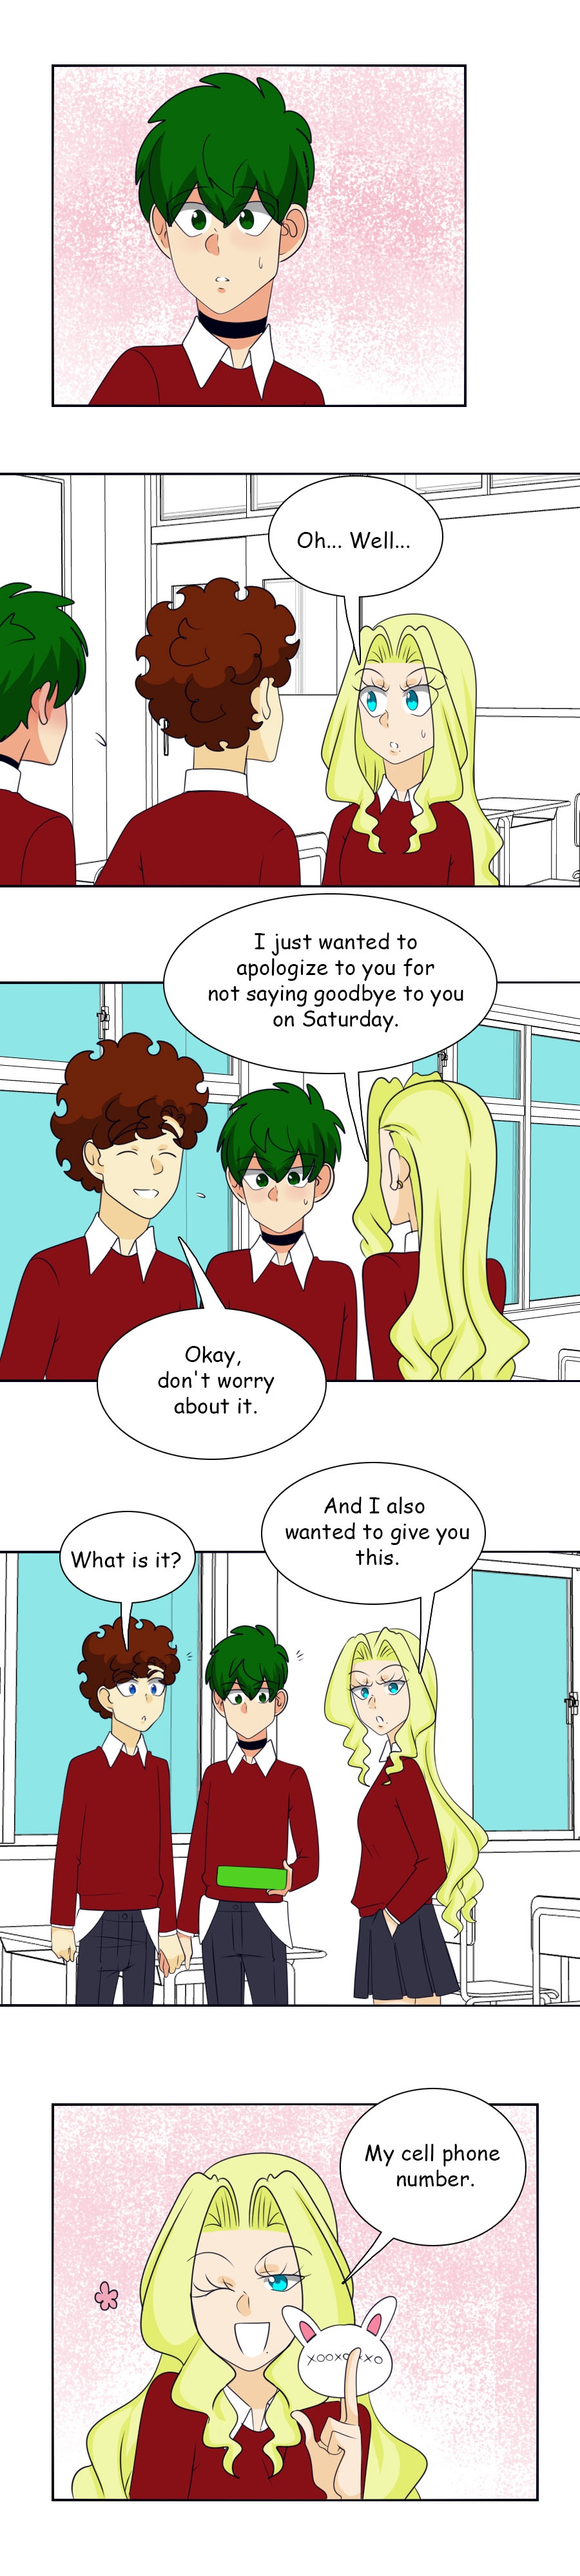 Oh... Well...
I just wanted to
apologize to you for
not saying goodbye to you
on Saturday.
Okay,
don't worry
about it.
And I also
wanted to give you
this.
What is it?
My cell phone
number.